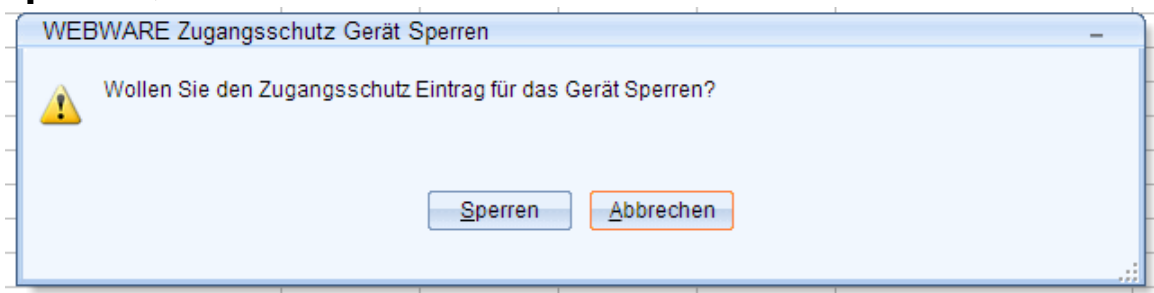 WEBWARE Zugangsschutz Gerät Sperren
Wollen Sie den Zugangsschutz Eintrag für das Gerät Sperren?
Sperren Abbrechen